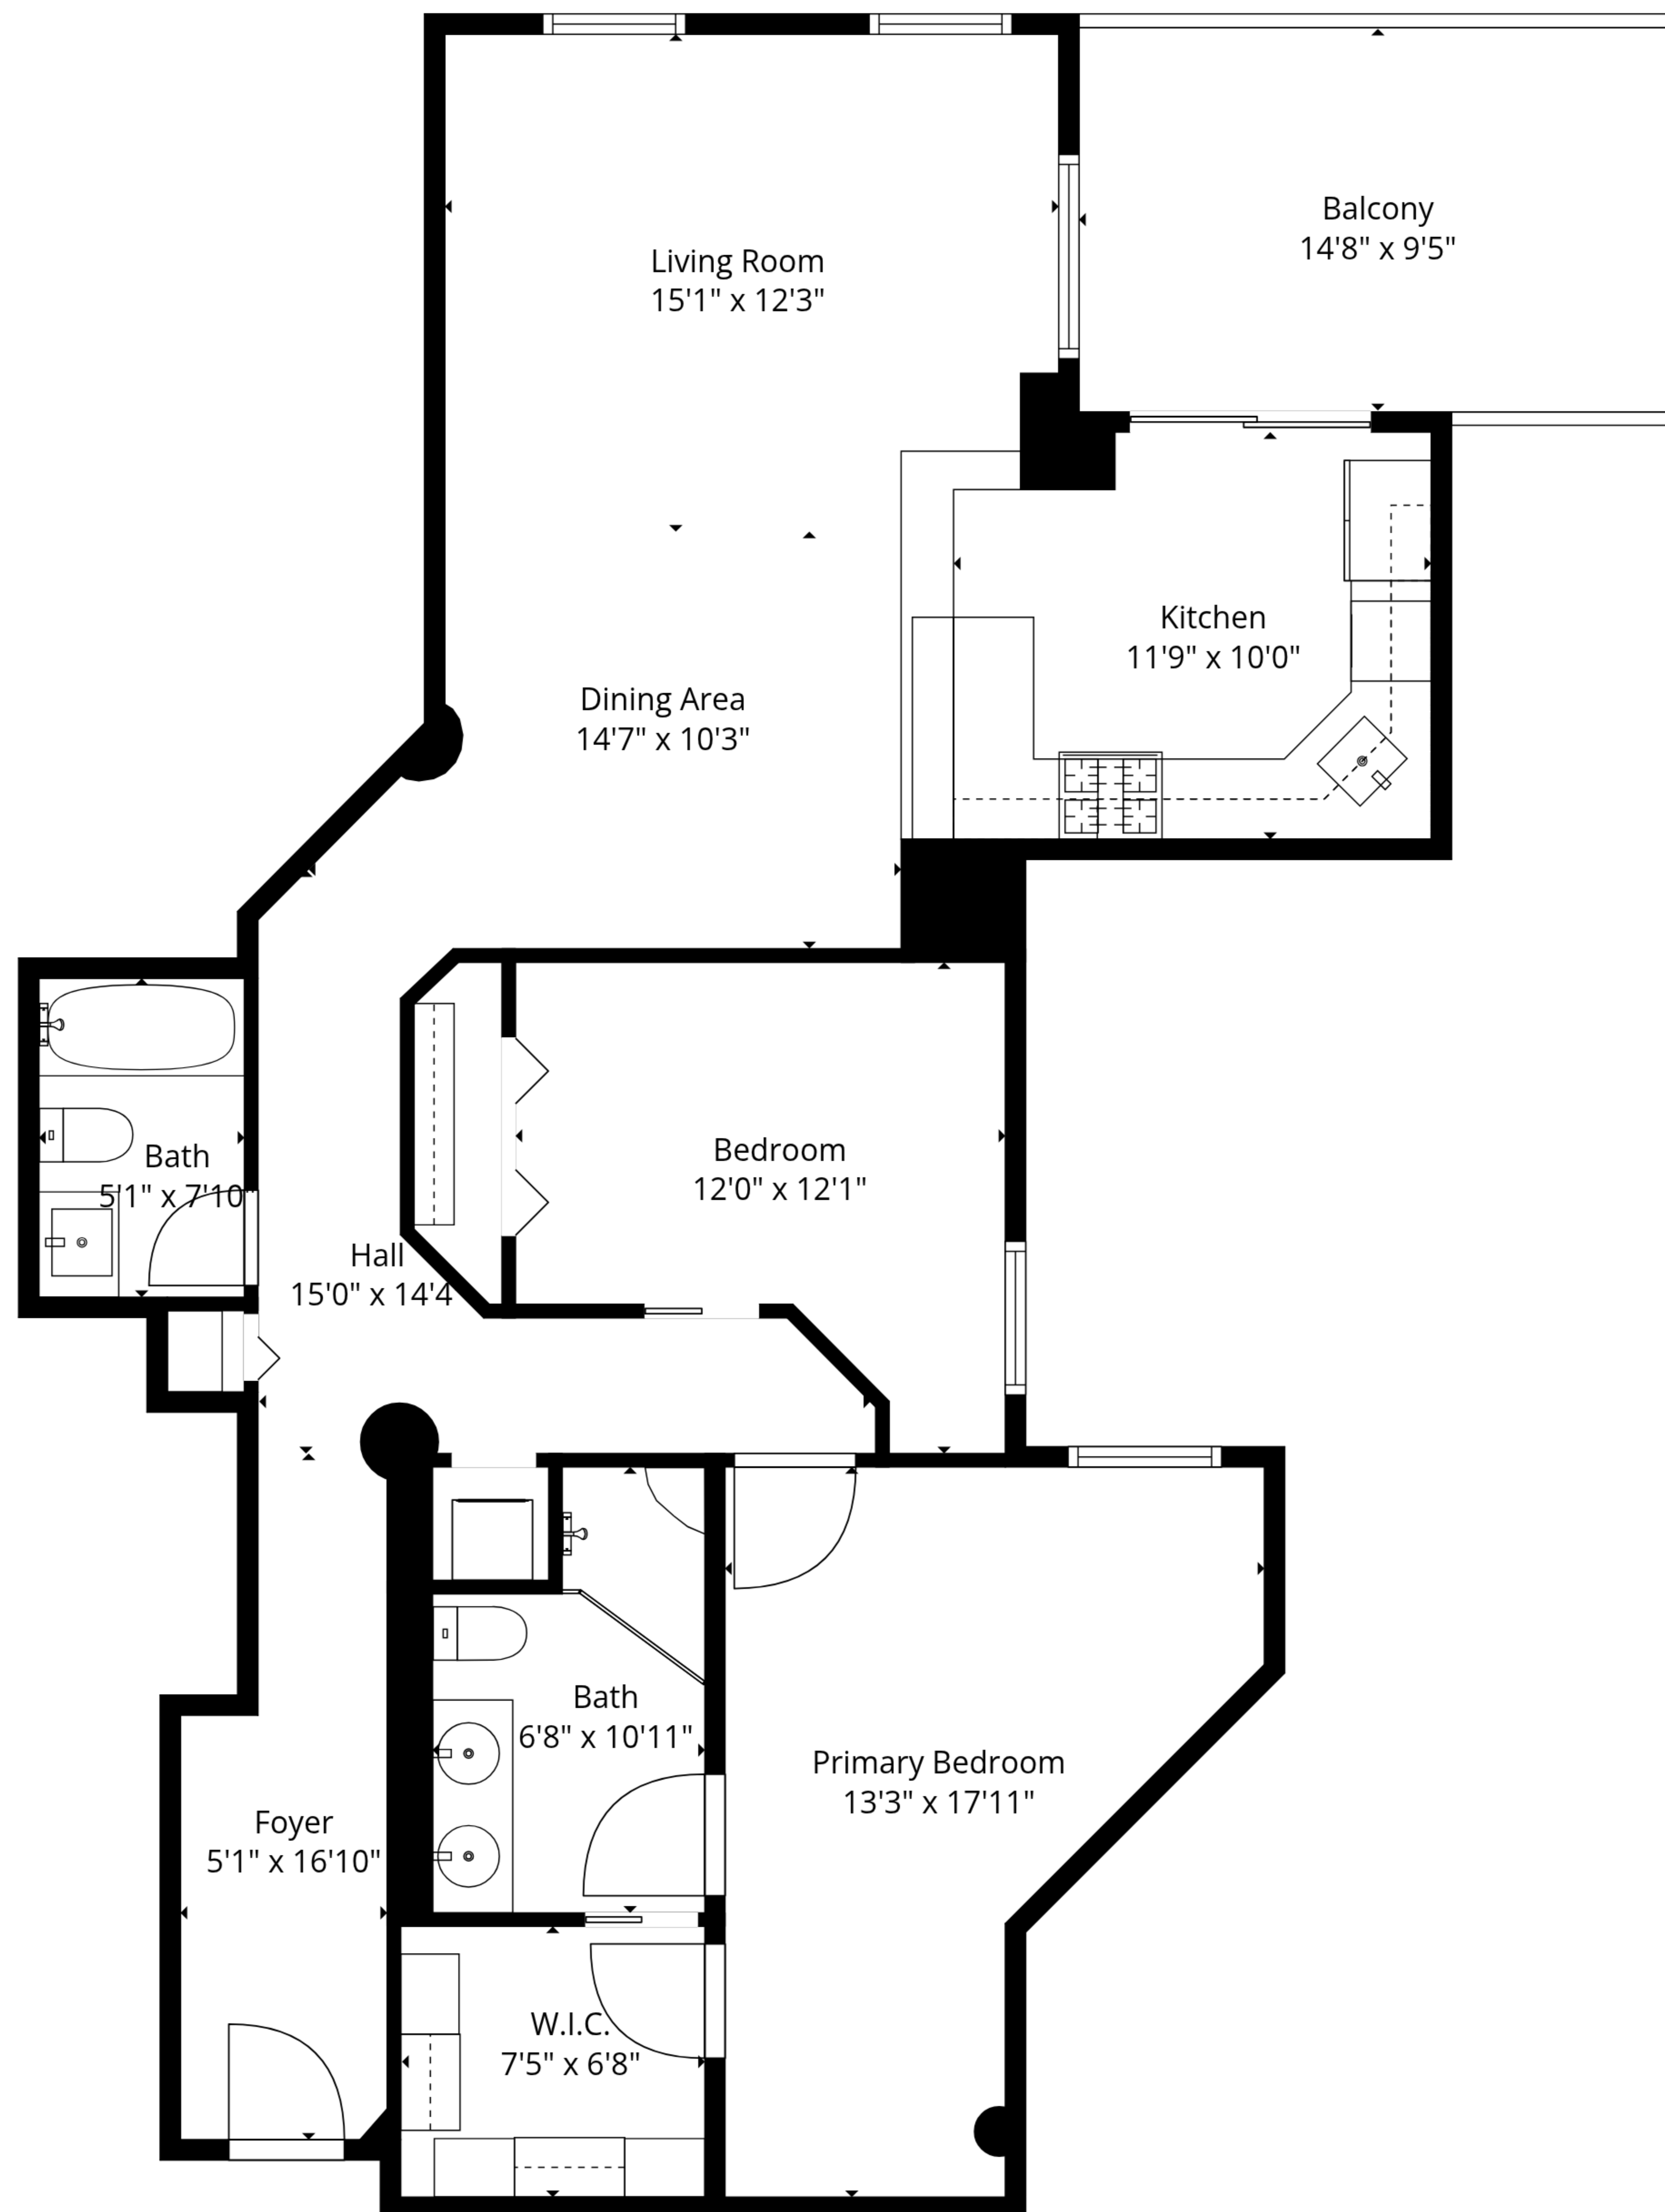 Living Room
15'1" x 12'3"
Balcony
14'8" x 9'5"
Kitchen
11'9" x 10'0"
Dining Area
14'7" x 10'3"
Bath
5'1" x 7'10"
Bedroom
12'0" x 12'1"
Hall
15'0" x 14'4
Bath
6'8" x 10'11"
Primary Bedroom
13'3" x 17'11"
Foyer
5'1" x 16'10"
W.I.C.
7'5" x 6'8"